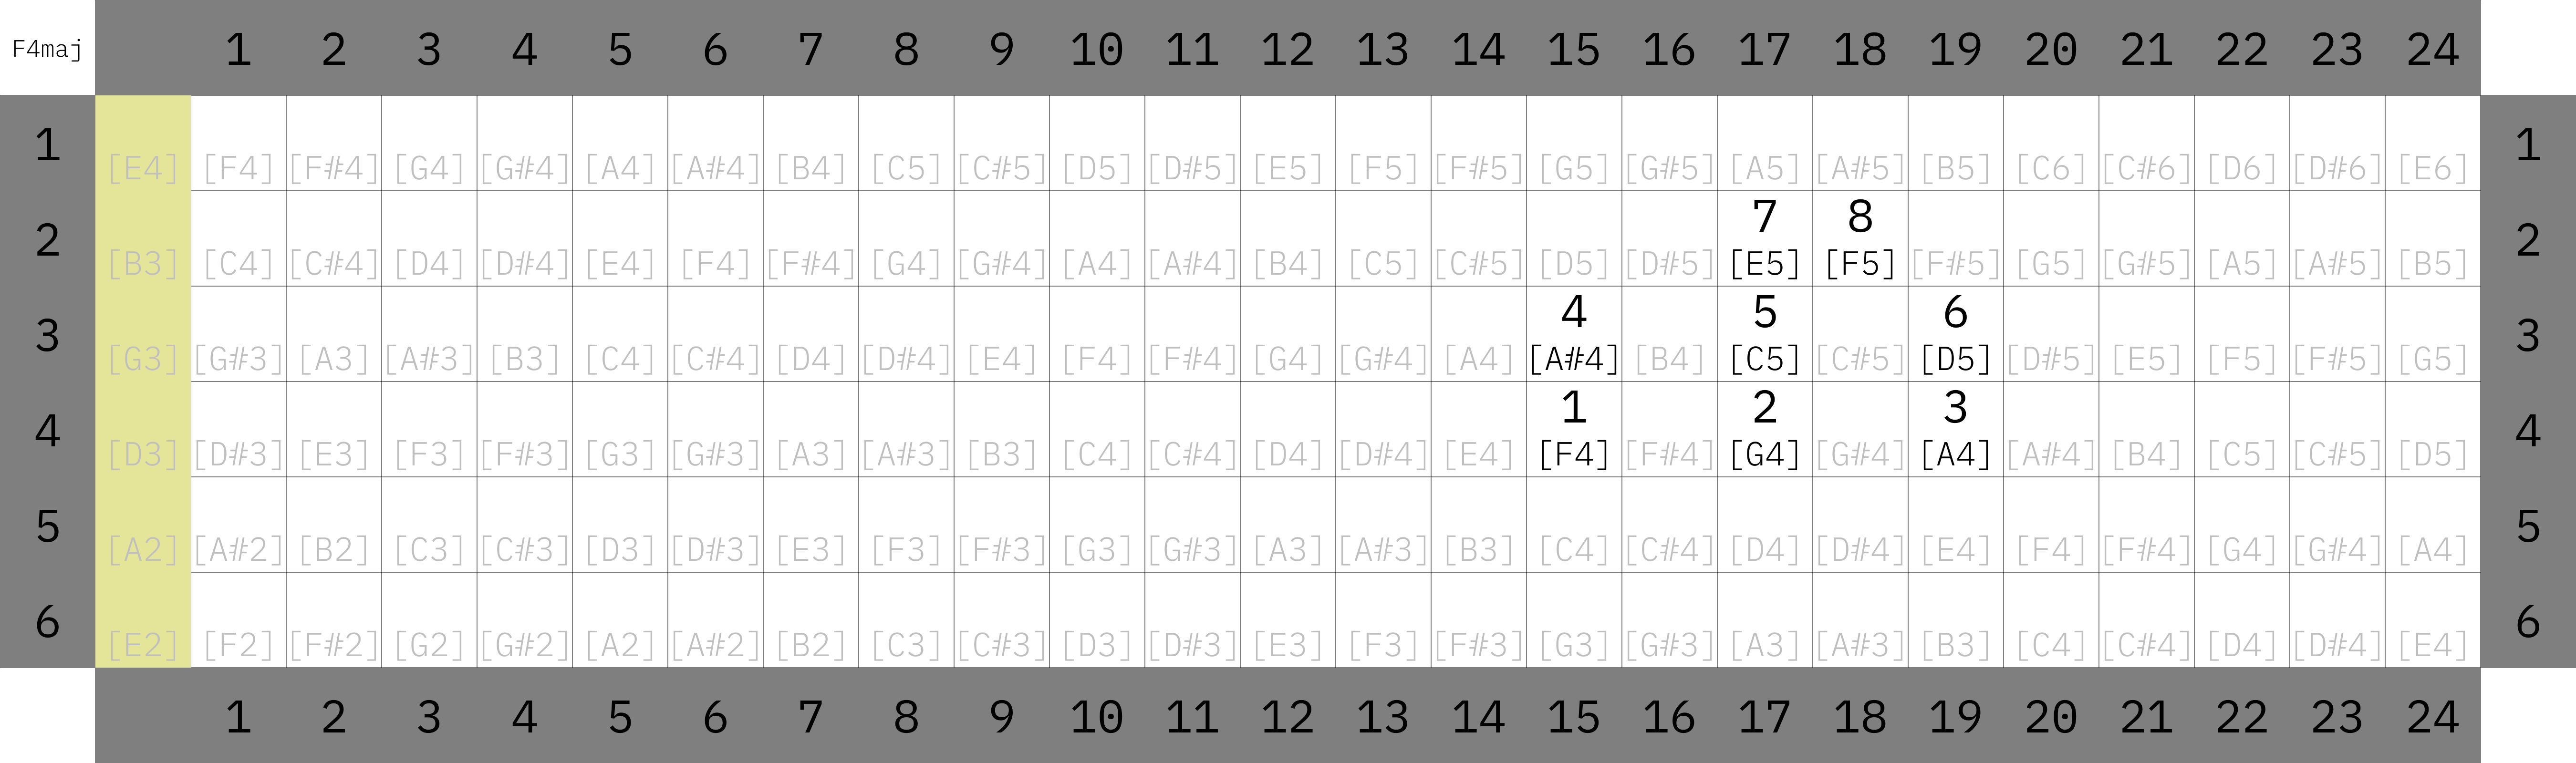 F4maj 1 2 3 4 5 6 7 8 9 10 11 12 13 14 15 16 17 18 19 20 21 22 23 24
1 [E4] [F4] [F#4] [G4] [G#4] [A4] [A#4] [B4] [C5] [C#5] [D5] [D#5] [E5] [F5] [F#5] [G5] [G#5] [A5] [A#5] [B5] [C6] [C#6] [D6] [D#6] [E6] 1
7 8
2 [B3] [C4] [C#4] [D4] [D#4] [E4] [F4] [F#4] [G4] [G#4] [A4] [A#4] [B4] [C5] [C#5] [D5] [D#5] [E5] [F5] [F#5] [G5] [G#5] [A5] [A#5] [B5] 2
4 5 6
3 [G3] [G#3] [A3] [A#3] [B3] [C4] [C#4] [D4] [D#4] [E4] [F4] [F#4] [G4] [G#4] [A4] [A#4] [B4] [C5] [C#5] [D5] [D#5] [E5] [F5] [F#5] [G5] 3
1 2 3
4 [D3] [D#3] [E3] [F3] [F#3] [G3] [G#3] [A3] [A#3] [B3] [C4] [C#4] [D4] [D#4] [E4] [F4] [F#4] [G4] [G#4] [A4] [A#4] [B4] [C5] [C#5] [D5] 4
5 [A2] [A#2] [B2] [C3] [C#3] [D3] [D#3] [E3] [F3] [F#3] [G3] [G#3] [A3] [A#3] [B3] [C4] [C#4] [D4] [D#4] [E4] [F4] [F#4] [G4] [G#4] [A4] 5
6 [E2] [F2] [F#2] [G2] [G#2] [A2] [A#2] [B2] [C3] [C#3] [D3] [D#3] [E3] [F3] [F#3] [G3] [G#3] [A3] [A#3] [B3] [C4] [C#4] [D4] [D#4] [E4] 6
1 2 3 4 5 6 7 8 9 10 11 12 13 14 15 16 17 18 19 20 21 22 23 24